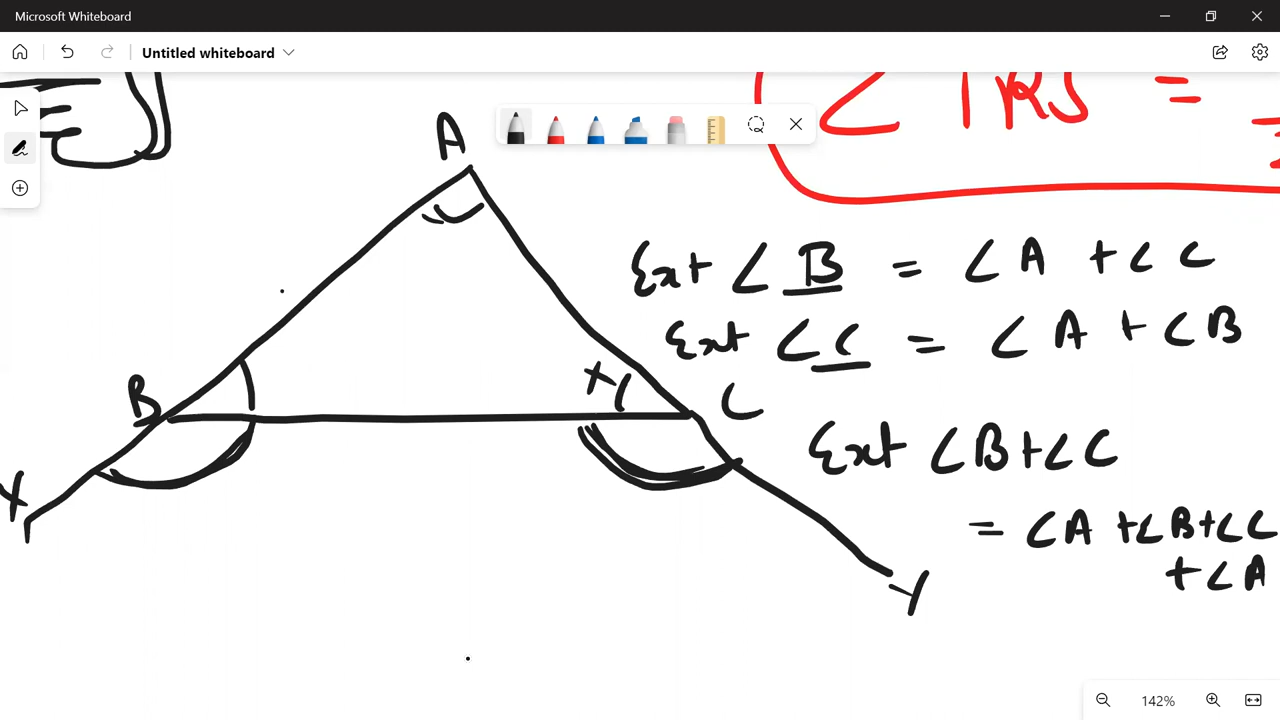 Microsoft Whiteboard
Untitled whiteboard
∠ TRS =
A
Ext ∠ B = ∠ A + ∠ C
Ext ∠ C = ∠ A + ∠ B
B
C
Ext ∠ B + ∠ C
X
= ∠ A + ∠ B + ∠ C
+ ∠ A
Y
142%